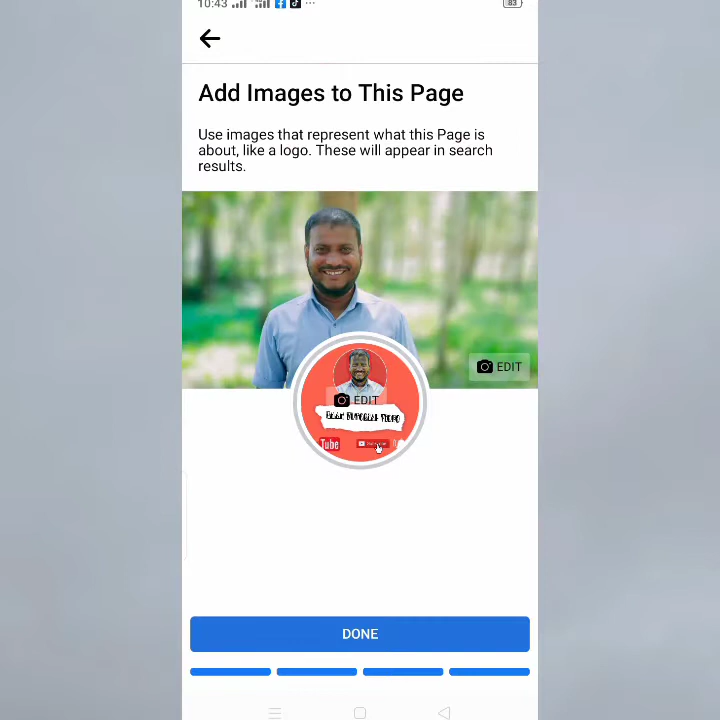 10:43
83
Add Images to This Page
Use images that represent what this Page is
about, like a logo. These will appear in search
results.
EDIT
EDIT
Tube
DONE